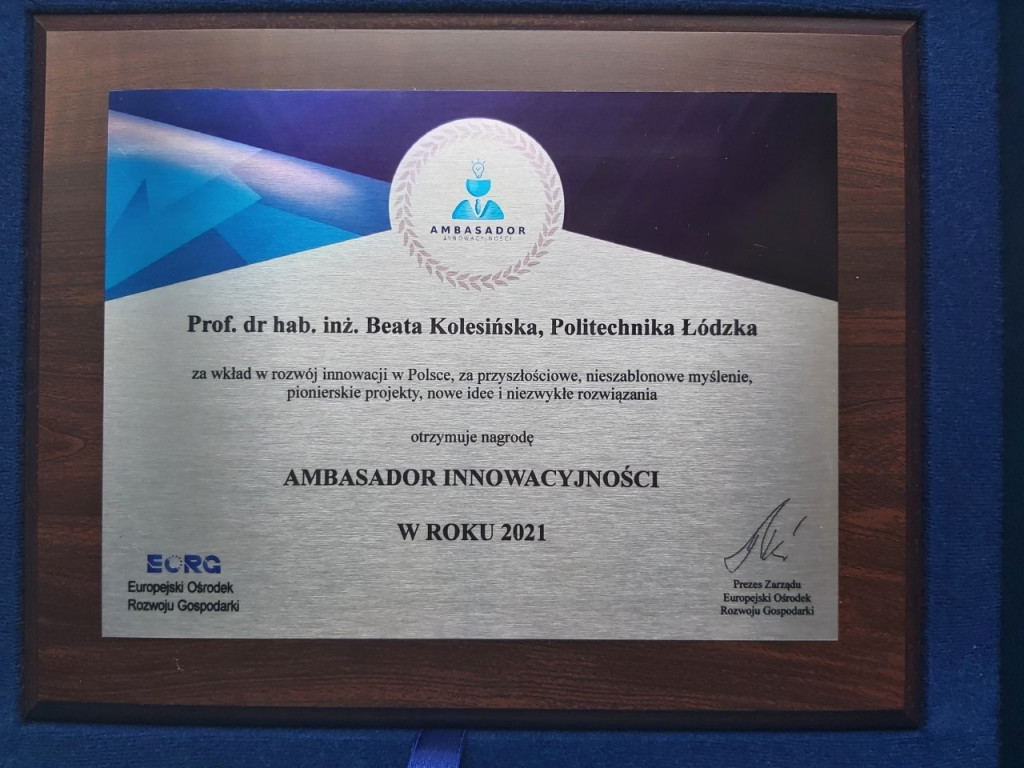 AMBASADOR
INNOWACYJNOŚCI
Prof. dr hab. inż. Beata Kolesińska, Politechnika Łódzka
za wkład w rozwój innowacji w Polsce, za przyszłościowe, nieszablonowe myślenie,
pionierskie projekty, nowe idee i niezwykłe rozwiązania
otrzymuje nagrodę
AMBASADOR INNOWACYJNOŚCI
W ROKU 2021
EORG
Europejski Ośrodek
Rozwoju Gospodarki
Prezes Zarządu
Europejski Ośrodek
Rozwoju Gospodarki